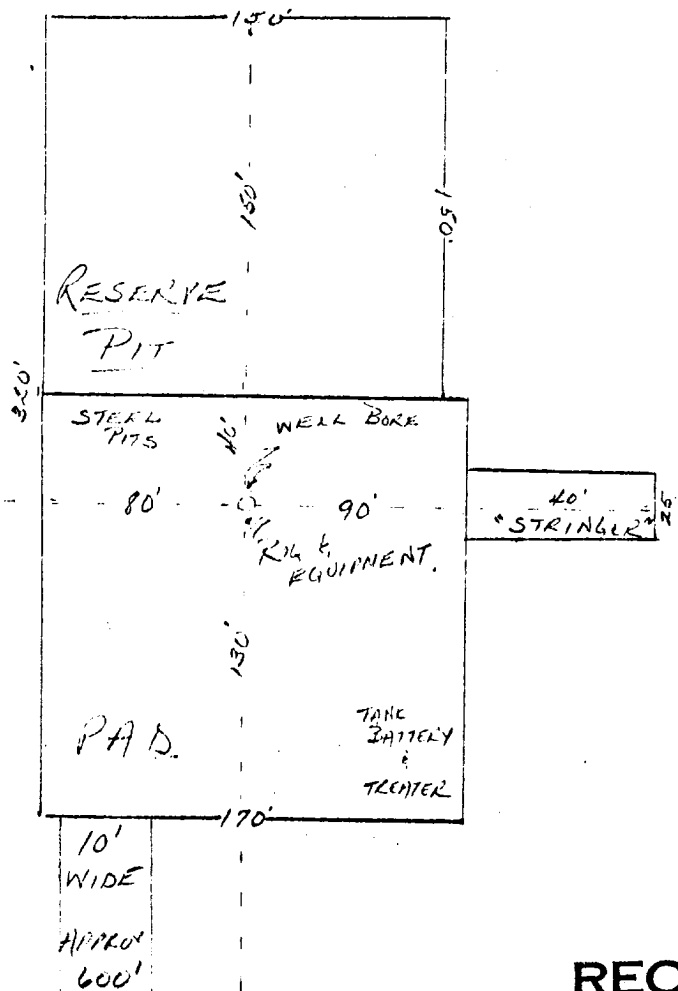 150'
150'
150'
RESERVE
PIT
320'
STEEL
PITS
40'
WELL BORE
80'
90'
40'
"STRINGER"
25
RIG &
EQUIPMENT.
130'
PAD.
TANK
BATTERY
&
TREATER
170'
10'
WIDE
APPROX
600'
REC